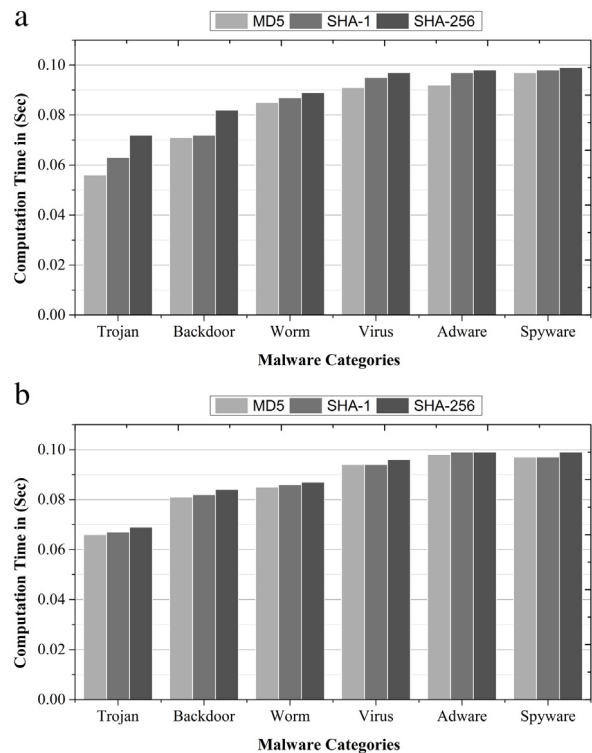 a
MD5 SHA-1 SHA-256
Computation Time in (Sec)
0.10
0.08
0.06
0.04
0.02
0.00
Trojan Backdoor Worm Virus Adware Spyware
Malware Categories
b
MD5 SHA-1 SHA-256
Computation Time in (Sec)
0.10
0.08
0.06
0.04
0.02
0.00
Trojan Backdoor Worm Virus Adware Spyware
Malware Categories